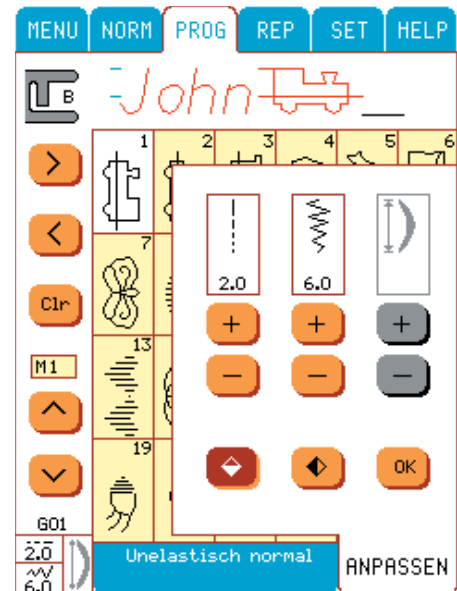 MENU NORM PROG REP SET HELP
B John
1 2 3 4 5 6
7
2.0 6.0
+ + +
Clr
13
M1
− − −
19
OK
G01
2.0
6.0
Unelastisch normal
ANPASSEN